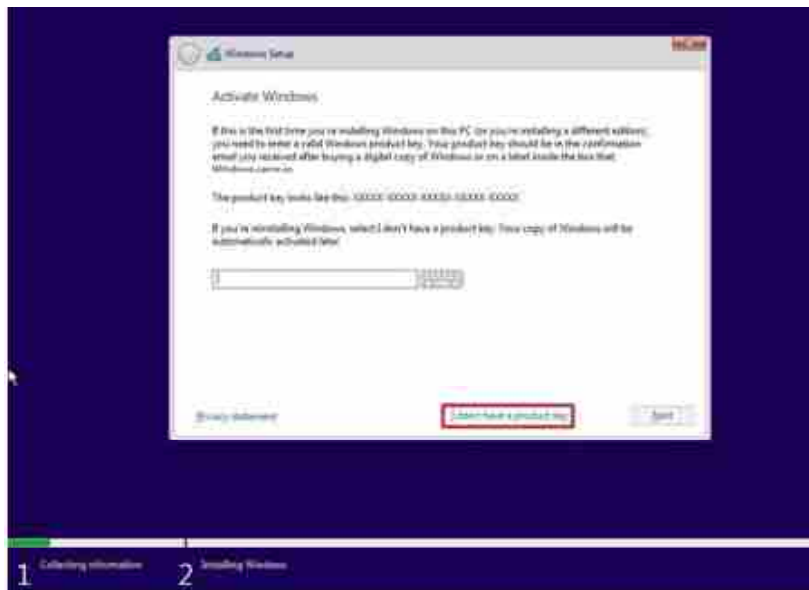 Windows Setup
Activate Windows
If this is the first time you're installing Windows on this PC (or you're installing a different edition),
you need to enter a valid Windows product key. Your product key should be in the confirmation
email you received after buying a digital copy of Windows or on a label inside the box that
Windows came in.
The product key looks like this: XXXXX-XXXXX-XXXXX-XXXXX-XXXXX
If you're reinstalling Windows, select I don't have a product key. Your copy of Windows will be
automatically activated later.
Privacy statement
I don't have a product key
Next
1 Collecting information
2 Installing Windows